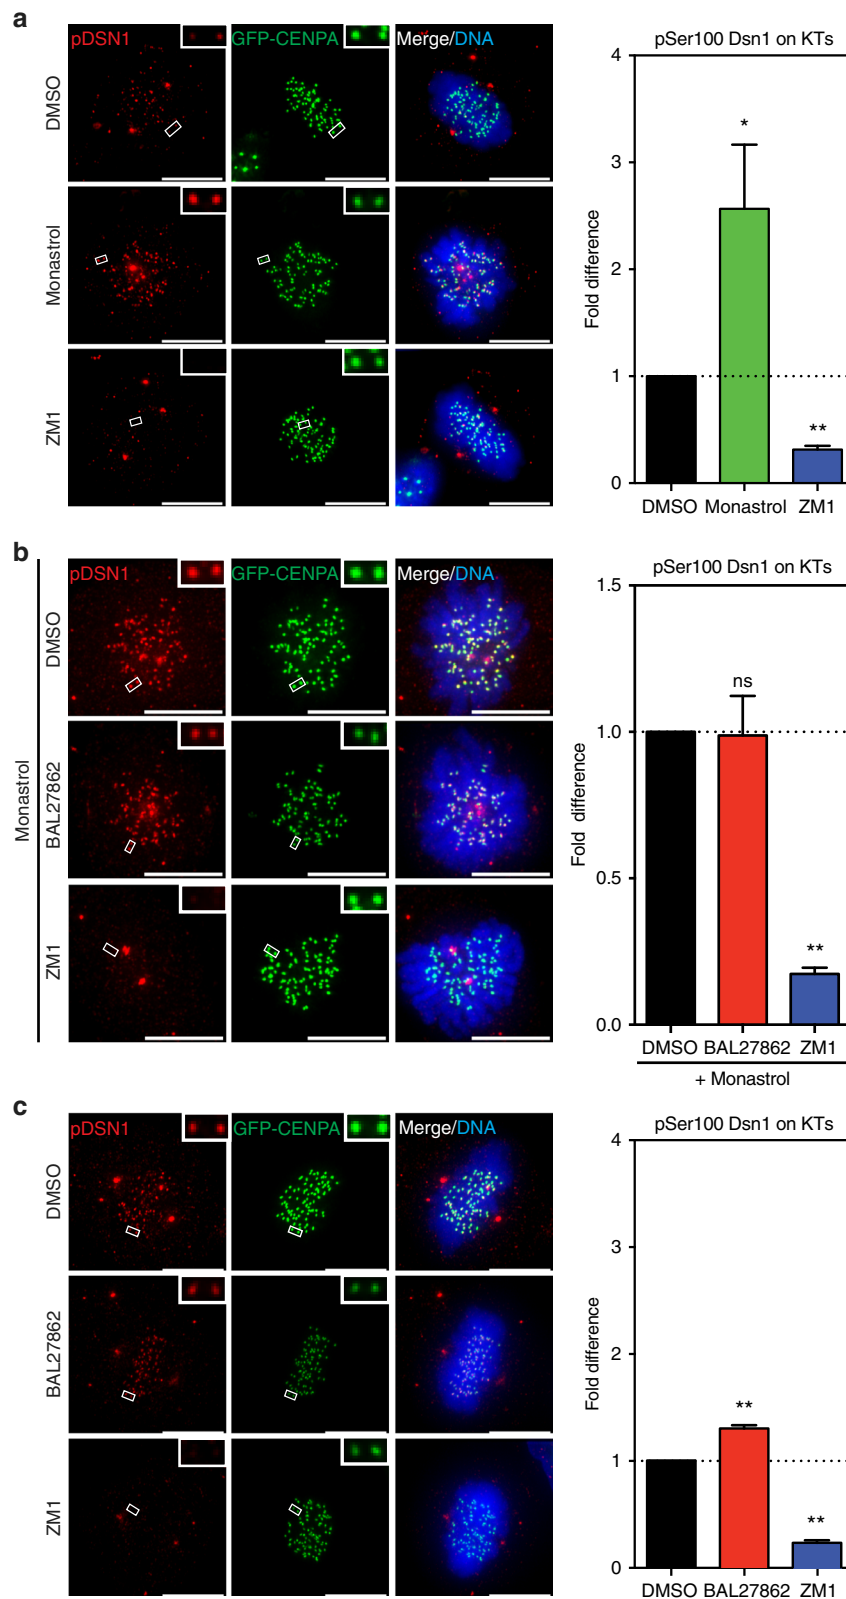 a
pDSN1 GFP-CENPA Merge/DNA
DMSO
Monastrol
ZM1
pSer100 Dsn1 on KTs
Fold difference
4
3
2
1
0
*
**
DMSO Monastrol ZM1
b
pDSN1 GFP-CENPA Merge/DNA
Monastrol
DMSO
BAL27862
ZM1
pSer100 Dsn1 on KTs
Fold difference
1.5
1.0
0.5
0.0
ns
**
DMSO BAL27862 ZM1
+ Monastrol
c
pDSN1 GFP-CENPA Merge/DNA
DMSO
BAL27862
ZM1
pSer100 Dsn1 on KTs
Fold difference
4
3
2
1
0
**
**
DMSO BAL27862 ZM1